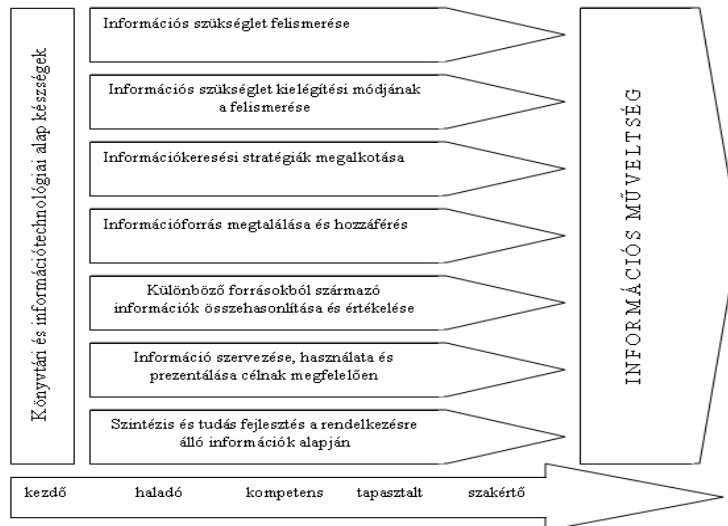 Könyvtári és információtechnológiai alap készségek
Információs szükséglet felismerése
Információs szükséglet kielégítési módjának
a felismerése
Információkeresési stratégiák megalkotása
Információforrás megtalálása és hozzáférés
Különböző forrásokból származó
információk összehasonlítása és értékelése
Információ szervezése, használata és
prezentálása célnak megfelelően
Szintézis és tudás fejlesztés a rendelkezésre
álló információk alapján
INFORMÁCIÓS MŰVELTSÉG
kezdő haladó kompetens tapasztalt szakértő